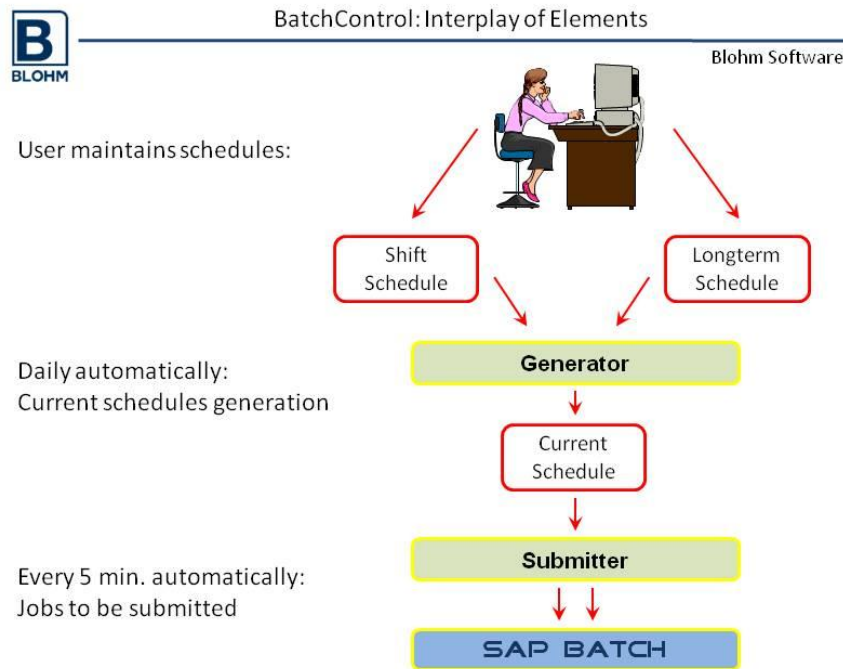 BatchControl: Interplay of Elements
B
BLOHM
Blohm Software
User maintains schedules:
Shift
Schedule
Longterm
Schedule
Daily automatically:
Current schedules generation
Generator
Current
Schedule
Every 5 min. automatically:
Jobs to be submitted
Submitter
SAP BATCH